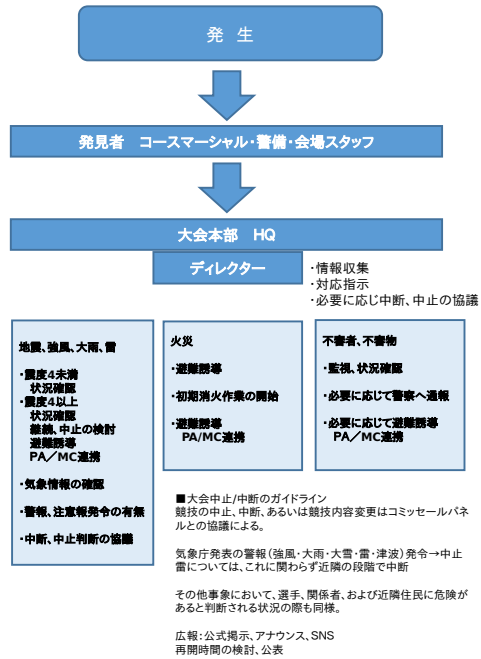 発 生
発見者 コースマーシャル・警備・会場スタッフ
大会本部 HQ
ディレクター
・情報収集
・対応指示
・必要に応じ中断、中止の協議
地震、強風、大雨、雷
・震度4未満
状況確認
・震度4以上
状況確認
継続、中止の検討
避難誘導
PA/MC連携
・気象情報の確認
・警報、注意報発令の有無
・中断、中止判断の協議
火災
・避難誘導
・初期消火作業の開始
・避難誘導
PA/MC連携
不審者、不審物
・監視、状況確認
・必要に応じて警察へ通報
・必要に応じて避難誘導
PA/MC連携
■大会中止/中断のガイドライン
競技の中止、中断、あるいは競技内容変更はコミッセールパネ
ルとの協議による。
気象庁発表の警報(強風・大雨・大雪・雷・津波)発令→中止
雷については、これに関わらず近隣の段階で中断
その他事象において、選手、関係者、および近隣住民に危険が
あると判断される状況の際も同様。
広報:公式掲示、アナウンス、SNS
再開時間の検討、公表